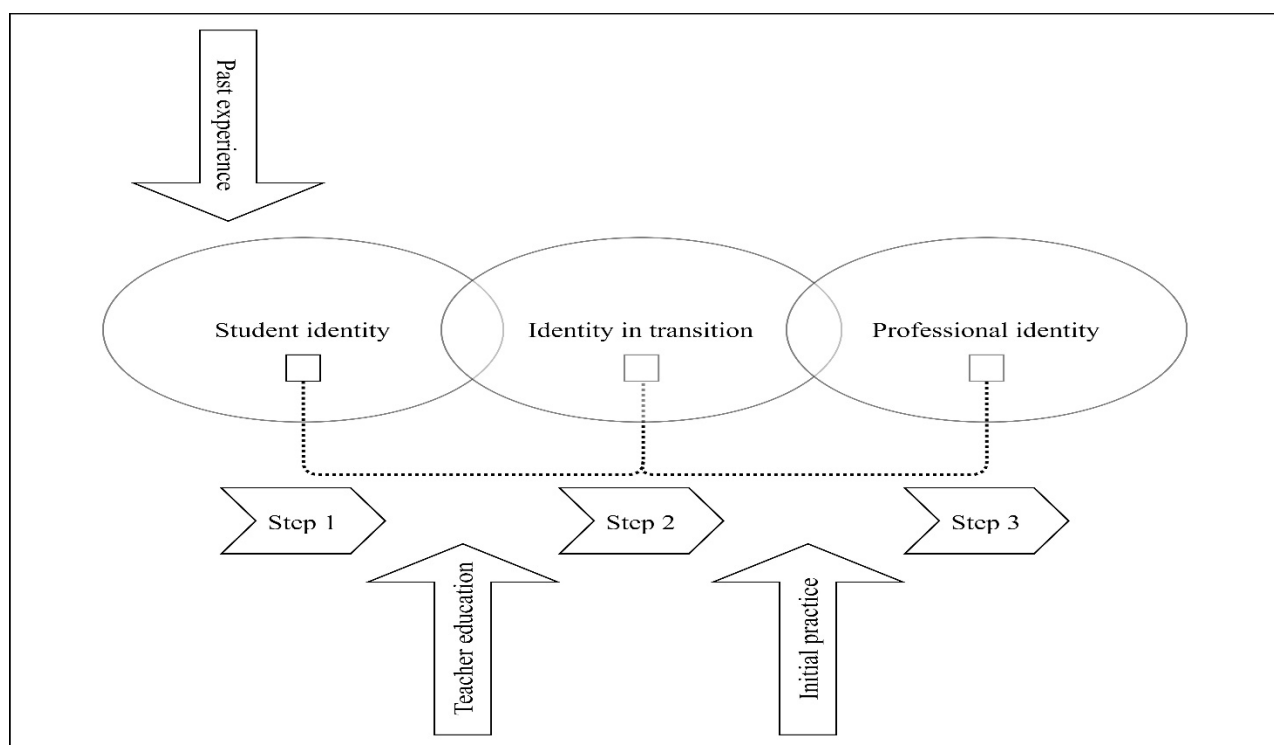 Past experience
Student identity
Identity in transition
Professional identity
Step 1
Step 2
Step 3
Teacher education
Initial practice